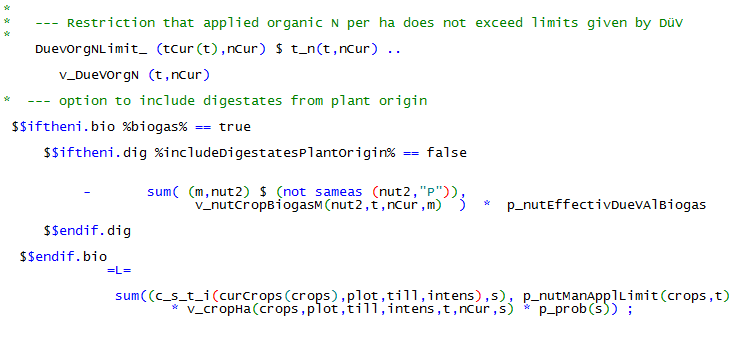 *
* --- Restriction that applied organic N per ha does not exceed limits given by DüV
*
DuevOrgNLimit_ (tCur(t),nCur) $ t_n(t,nCur) ..
v_DueVOrgN (t,nCur)
* --- option to include digestates from plant origin
$$iftheni.bio %biogas% == true
$$iftheni.dig %includeDigestatesPlantOrigin% == false
- sum( (m,nut2) $ (not sameas (nut2,"P")),
v_nutCropBiogasM(nut2,t,nCur,m) ) * p_nutEffectivDueVAlBiogas
$$endif.dig
$$endif.bio
=L=
sum((c_s_t_i(curCrops(crops),plot,till,intens),s), p_nutManApplLimit(crops,t)
* v_cropHa(crops,plot,till,intens,t,nCur,s) * p_prob(s)) ;